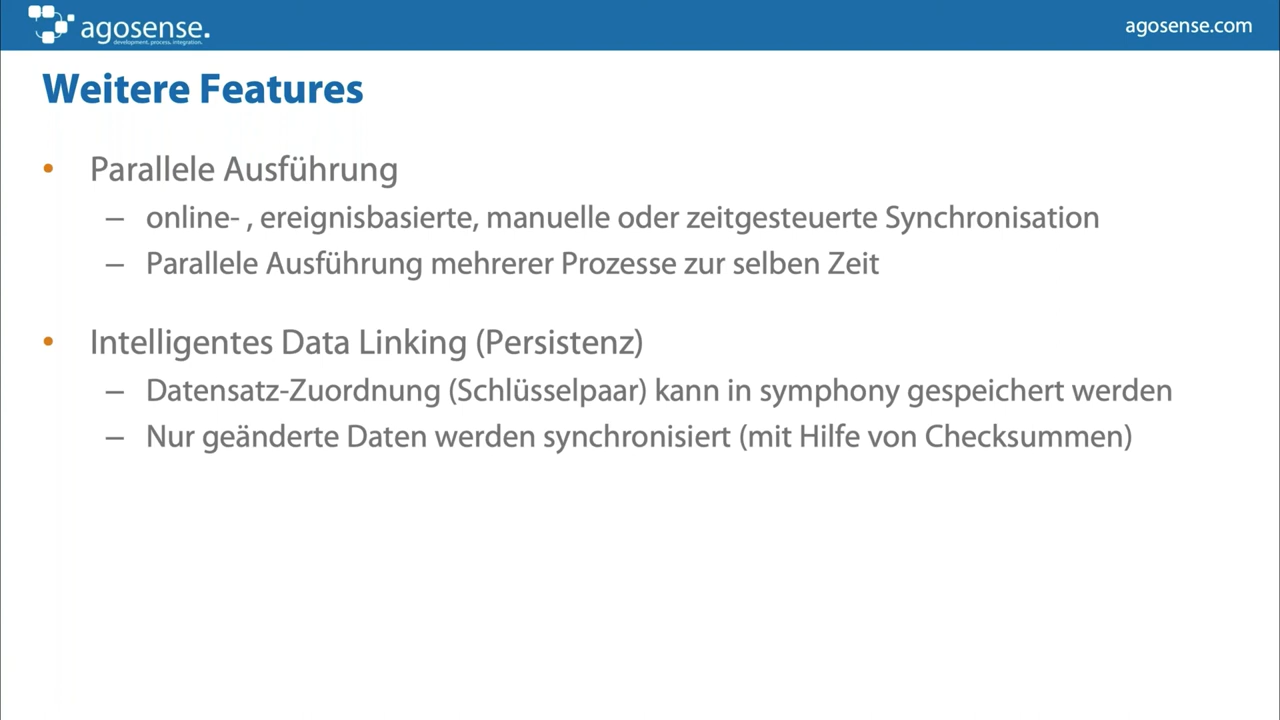 agosense.
development. process. integration.
agosense.com
Weitere Features
• Parallele Ausführung
– online- , ereignisbasierte, manuelle oder zeitgesteuerte Synchronisation
– Parallele Ausführung mehrerer Prozesse zur selben Zeit
• Intelligentes Data Linking (Persistenz)
– Datensatz-Zuordnung (Schlüsselpaar) kann in symphony gespeichert werden
– Nur geänderte Daten werden synchronisiert (mit Hilfe von Checksummen)